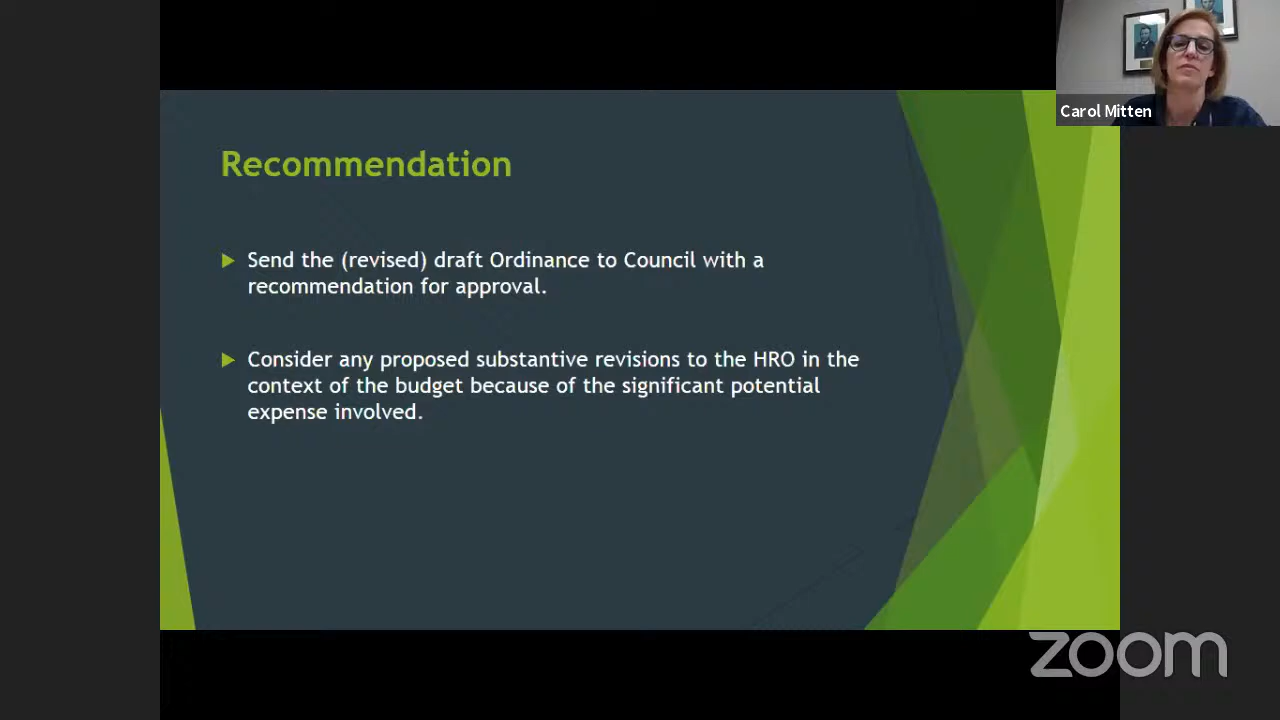 Carol Mitten
Recommendation
Send the (revised) draft Ordinance to Council with a
recommendation for approval.
Consider any proposed substantive revisions to the HRO in the
context of the budget because of the significant potential
expense involved.
zoom